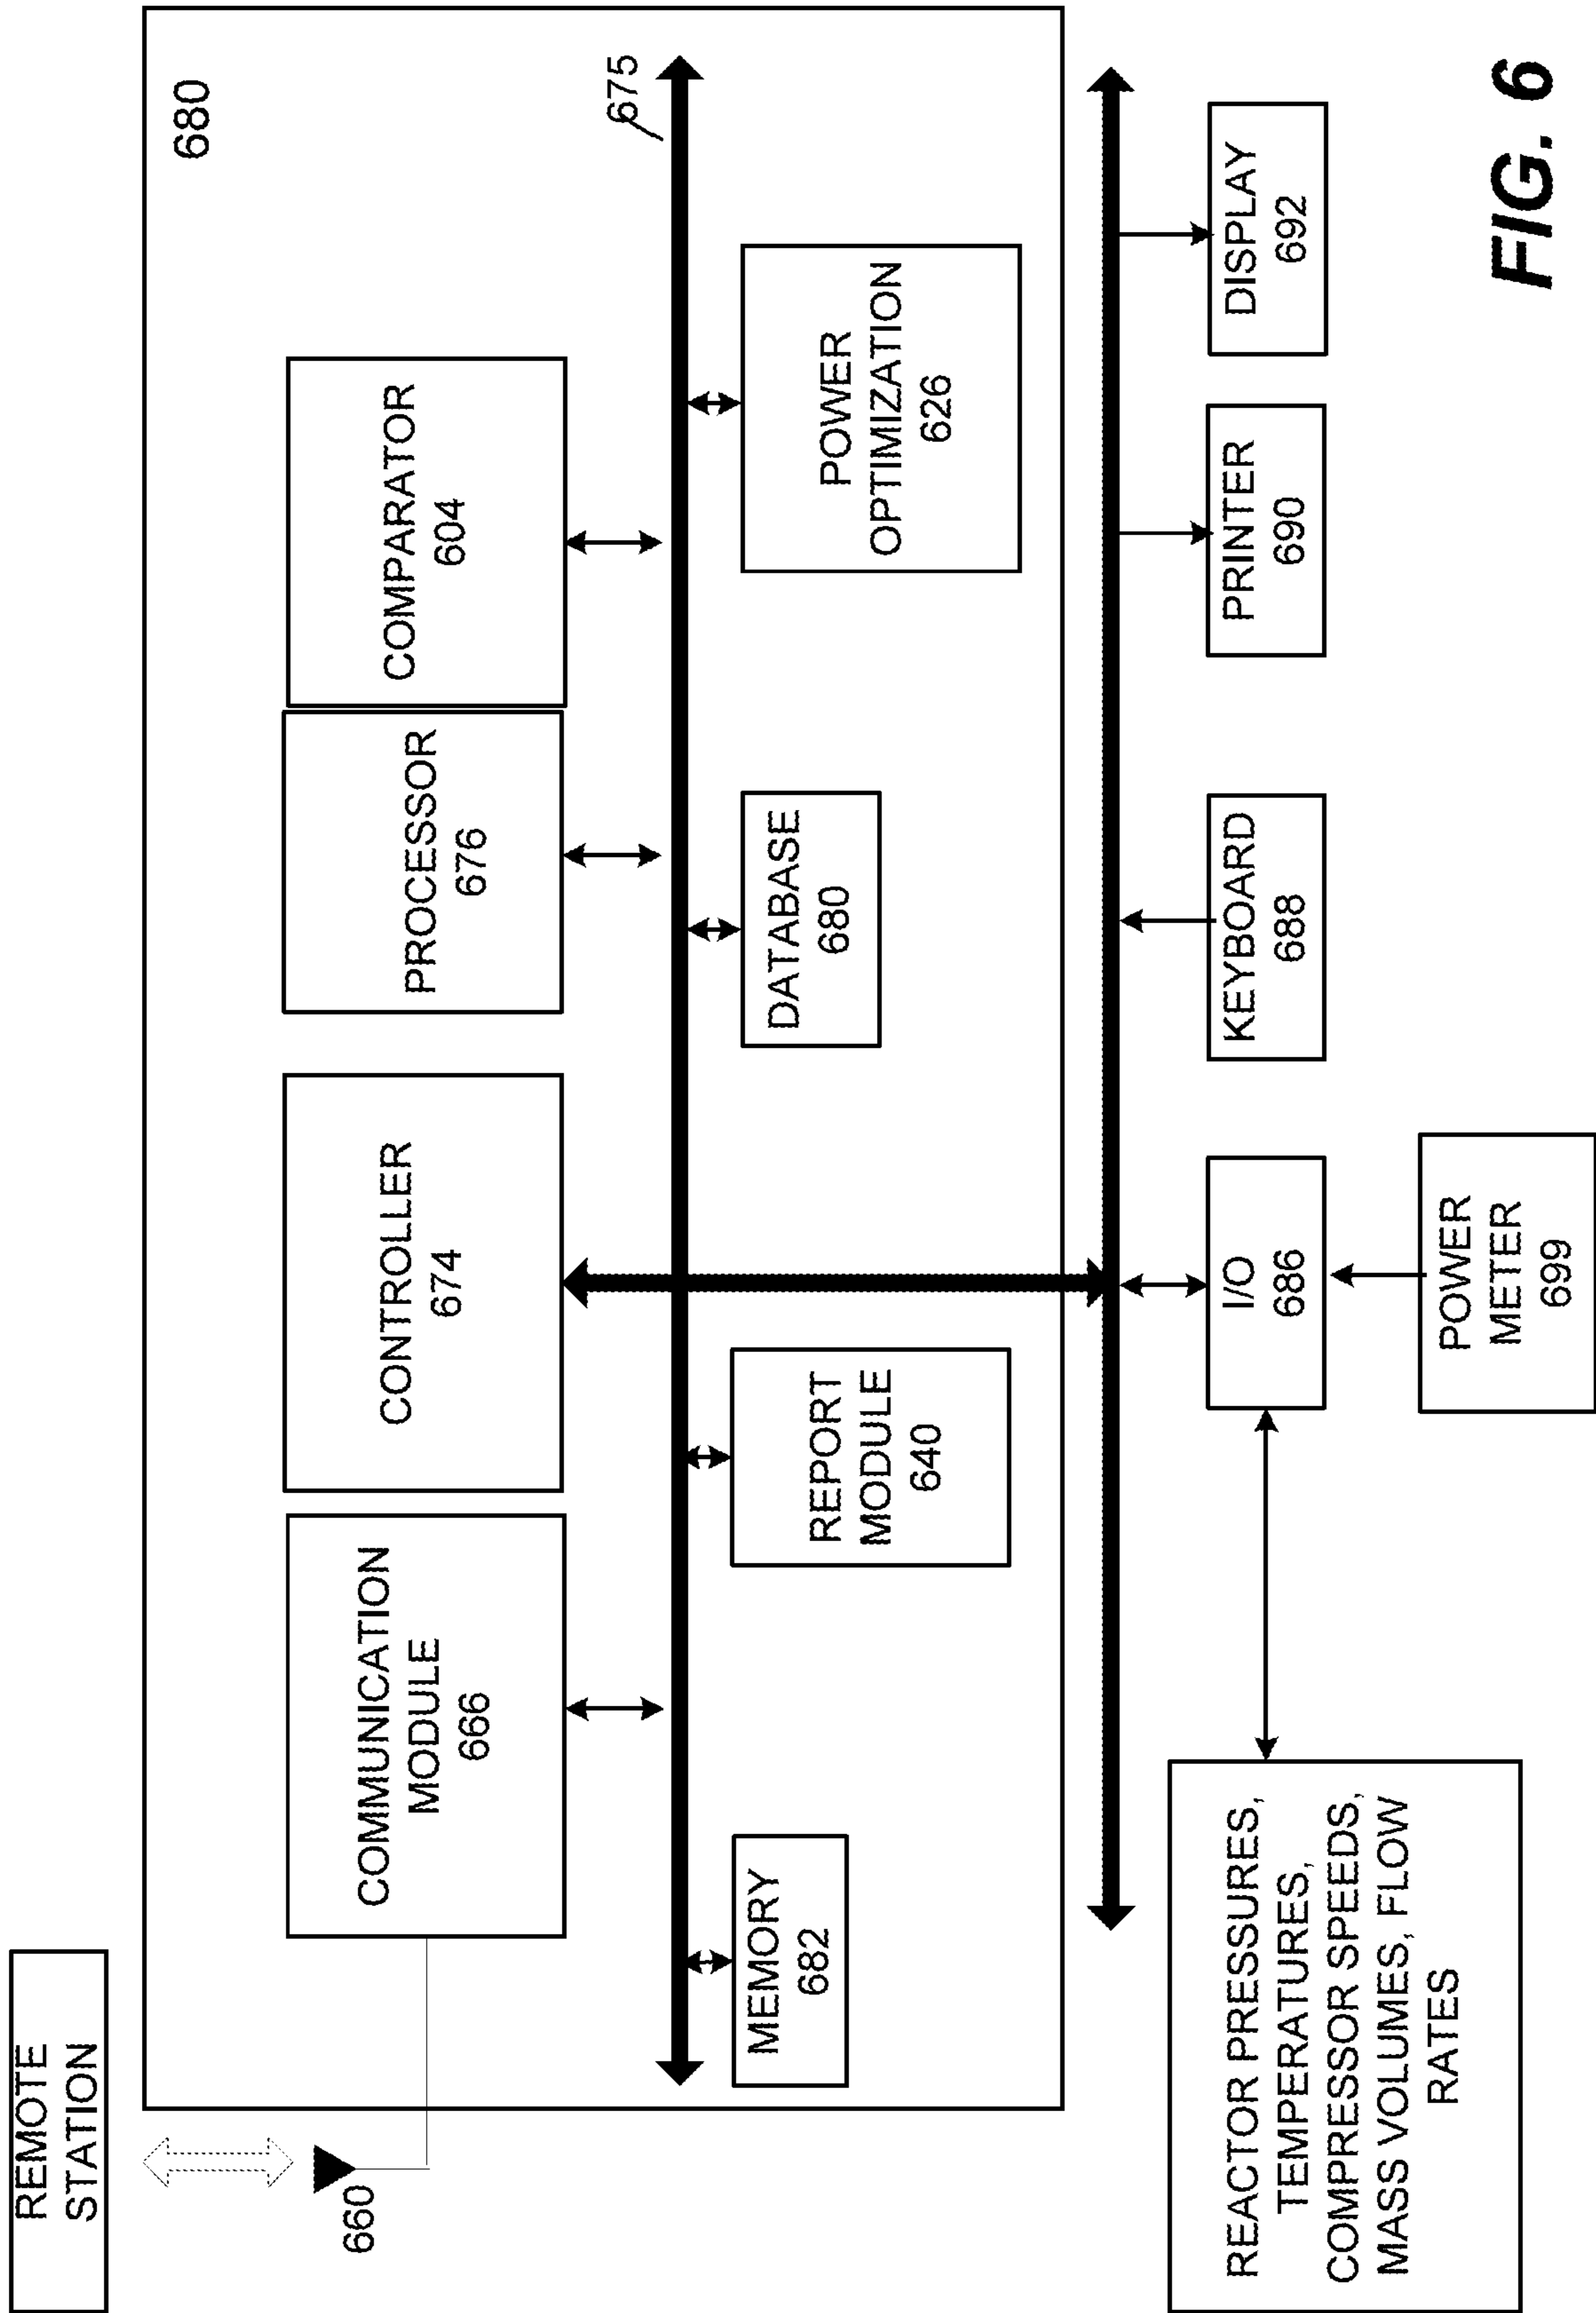 REMOTE
STATION
660
680
COMMUNICATION
MODULE
666
CONTROLLER
674
PROCESSOR
676
COMPARATOR
604
675
MEMORY
682
REPORT
MODULE
640
DATABASE
680
POWER
OPTIMIZATION
626
REACTOR PRESSURES,
TEMPERATURES,
COMPRESSOR SPEEDS,
MASS VOLUMES, FLOW
RATES
I/O
686
KEYBOARD
688
PRINTER
690
DISPLAY
692
POWER
METER
699
FIG. 6